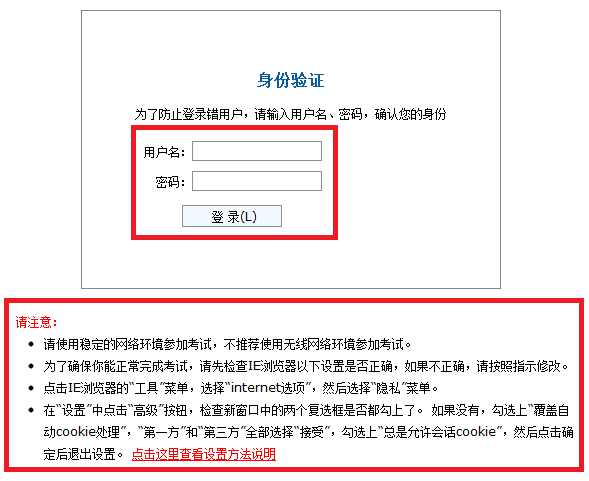 身份验证
为了防止登录错用户，请输入用户名、密码，确认您的身份
用户名：
密码：
登 录(L)
请注意：
请使用稳定的网络环境参加考试，不推荐使用无线网络环境参加考试。
为了确保你能正常完成考试，请先检查IE浏览器以下设置是否正确，如果不正确，请按照指示修改。
点击IE浏览器的“工具”菜单，选择“internet选项”，然后选择“隐私”菜单。
在“设置”中点击“高级”按钮，检查新窗口中的两个复选框是否都勾上了。 如果没有，勾选上“覆盖自
动cookie处理”，“第一方”和“第三方”全部选择“接受”，勾选上“总是允许会话cookie”，然后点击确
定后退出设置。 点击这里查看设置方法说明